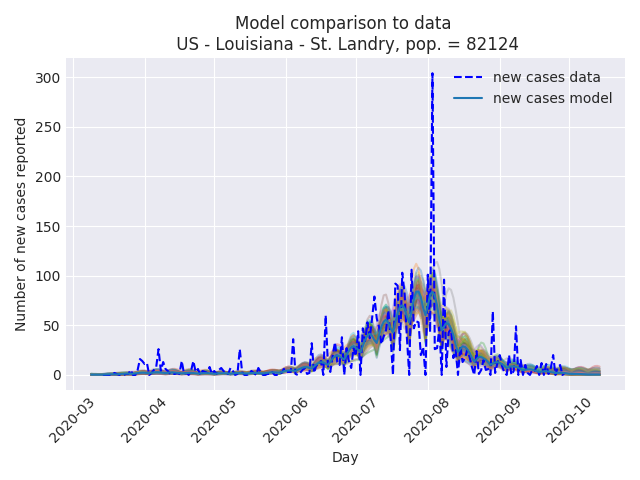 Model comparison to data
US - Louisiana - St. Landry, pop. = 82124
new cases data
new cases model
Number of new cases reported
300
250
200
150
100
50
0
2020-03
2020-04
2020-05
2020-06
2020-07
2020-08
2020-09
2020-10
Day